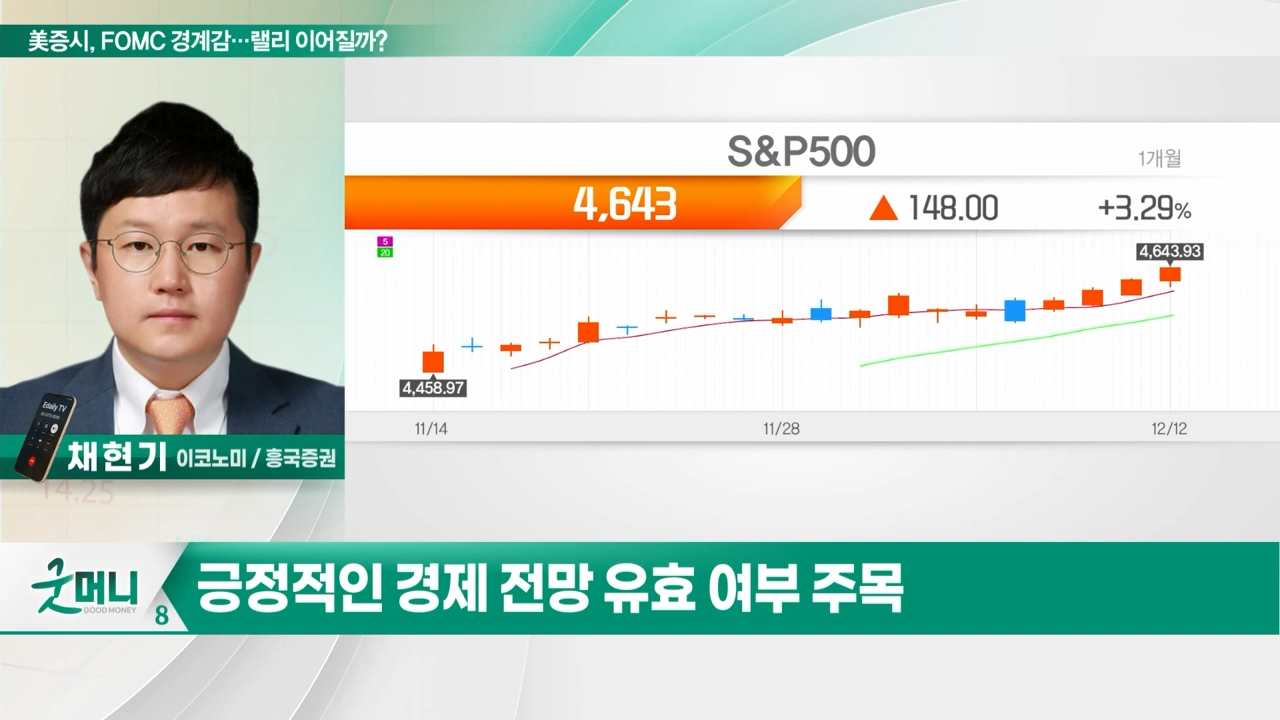 美증시, FOMC 경계감…랠리 이어질까?
S&P500
1개월
4,643
▲ 148.00
+3.29%
5
20
4,643.93
4,458.97
11/14
11/28
12/12
Edaily TV
채현기 이코노미 / 흥국증권
14.25
굿머니
GOOD MONEY
8
긍정적인 경제 전망 유효 여부 주목